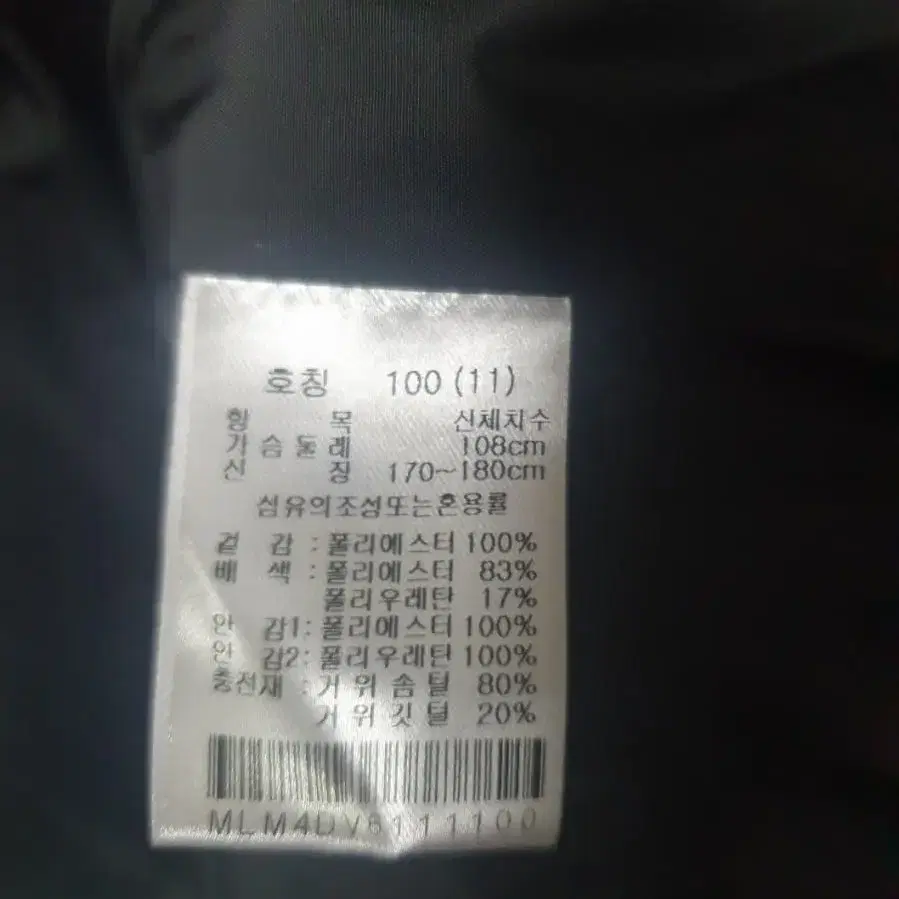 호칭 100 (11)
항 목 신체치수
가슴둘레 108cm
신 장 170~180cm
섬유의조성또는혼용률
겉 감 : 폴리에스터 100%
배 색 : 폴리에스터 83%
폴리우레탄 17%
안 감1: 폴리에스터 100%
안 감2: 폴리우레탄 100%
충전재 : 거위솜털 80%
거위깃털 20%
MLM4DV8111100